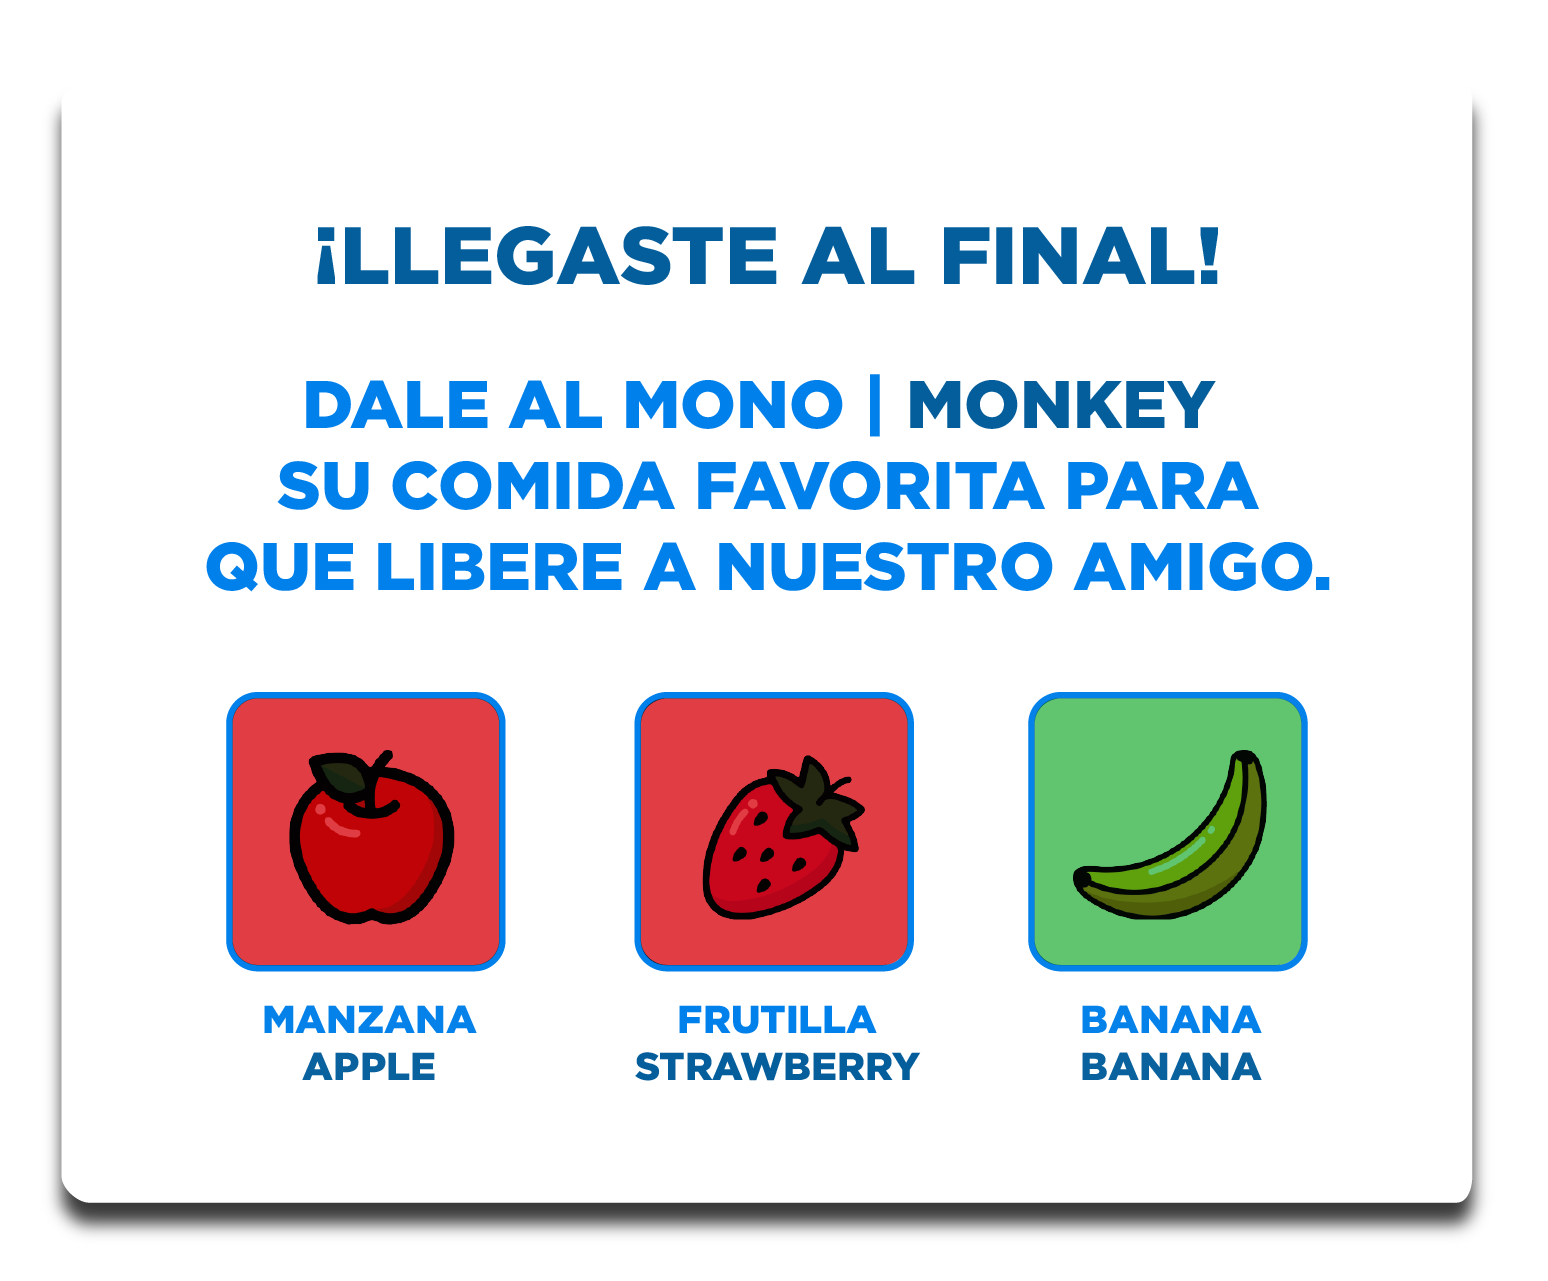 ¡LLEGASTE AL FINAL!
DALE AL MONO | MONKEY
SU COMIDA FAVORITA PARA
QUE LIBERE A NUESTRO AMIGO.
MANZANA
APPLE
FRUTILLA
STRAWBERRY
BANANA
BANANA